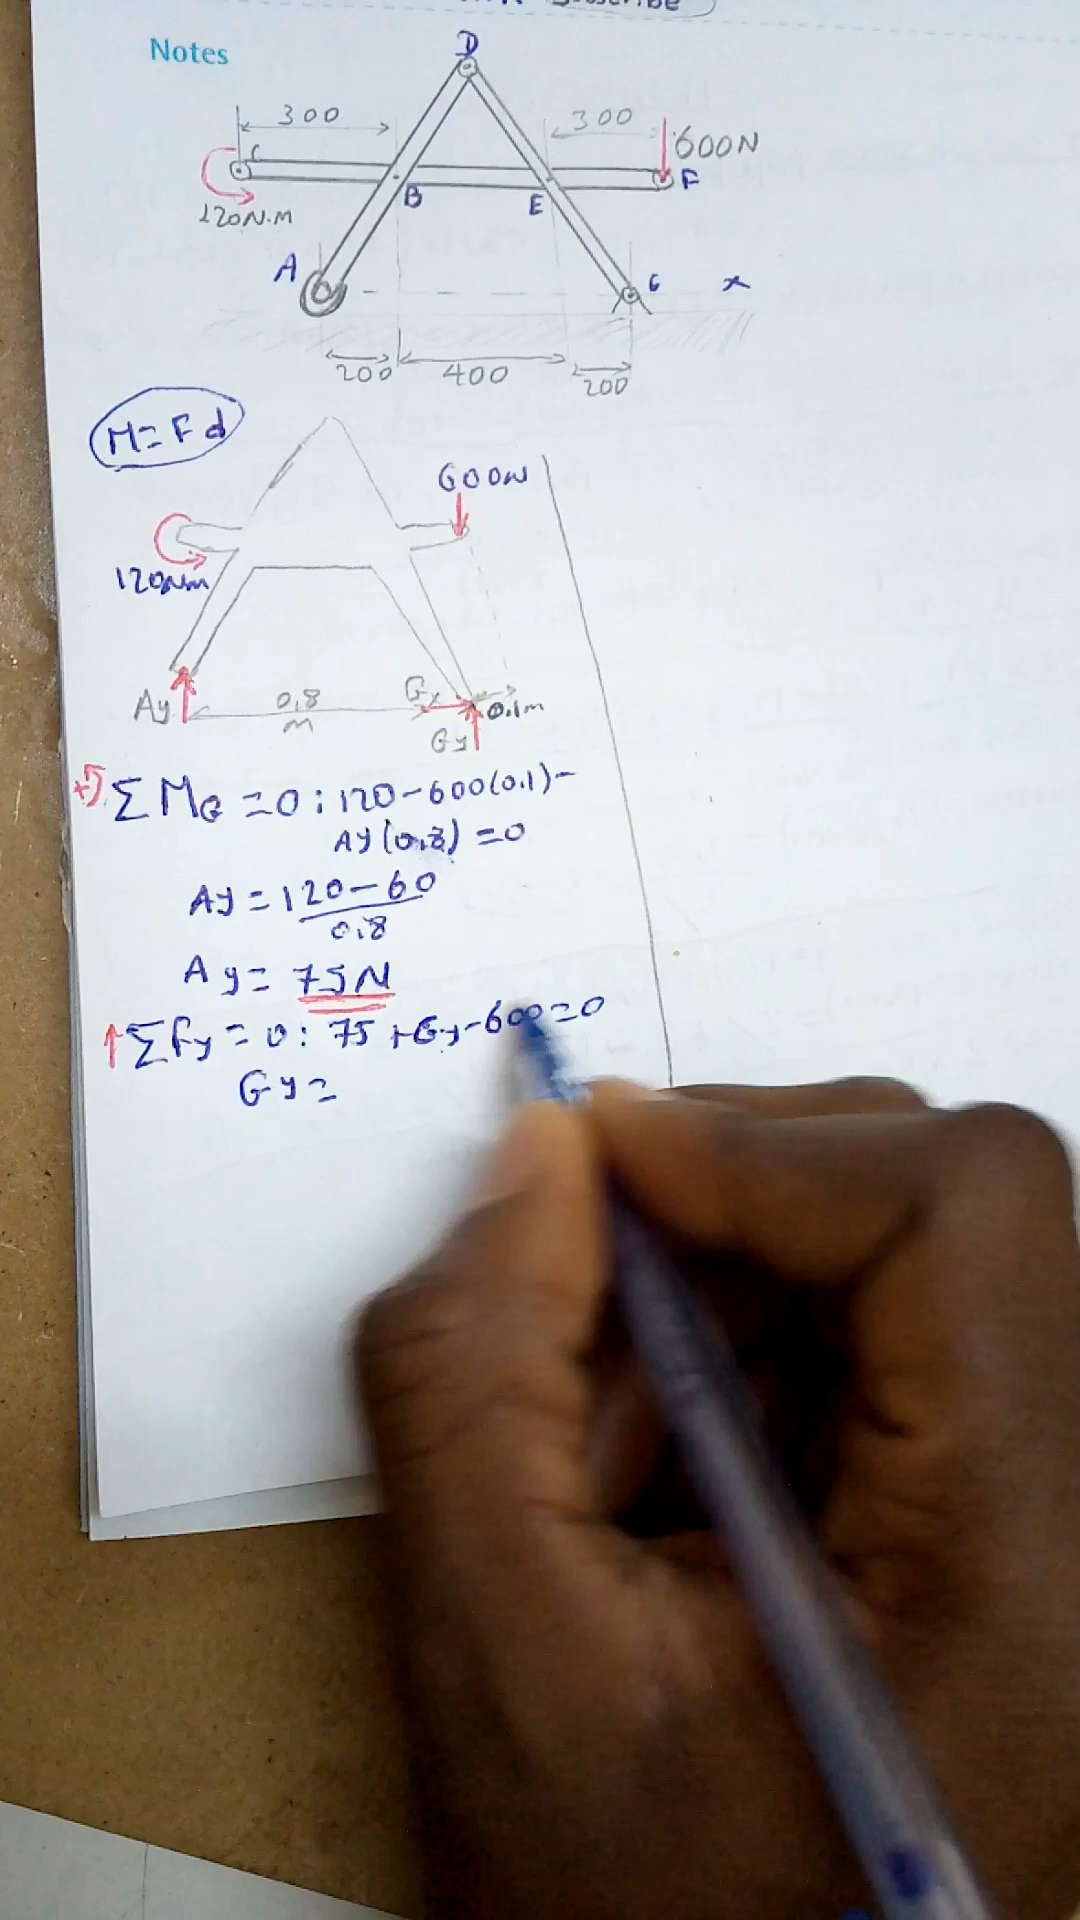 Subscribe
Notes
D
300
300
600N
C
F
B
E
120N.M
A
G
x
200
400
200
M=Fd
600N
120Nm
Ay
0,8
m
Gx
0.1m
Gy
+) ΣMG=0: 120-600(0.1)-
Ay(0.8)=0
Ay=120-60
0.8
Ay=75N
↑ΣFy=0: 75+Gy-600=0
Gy=